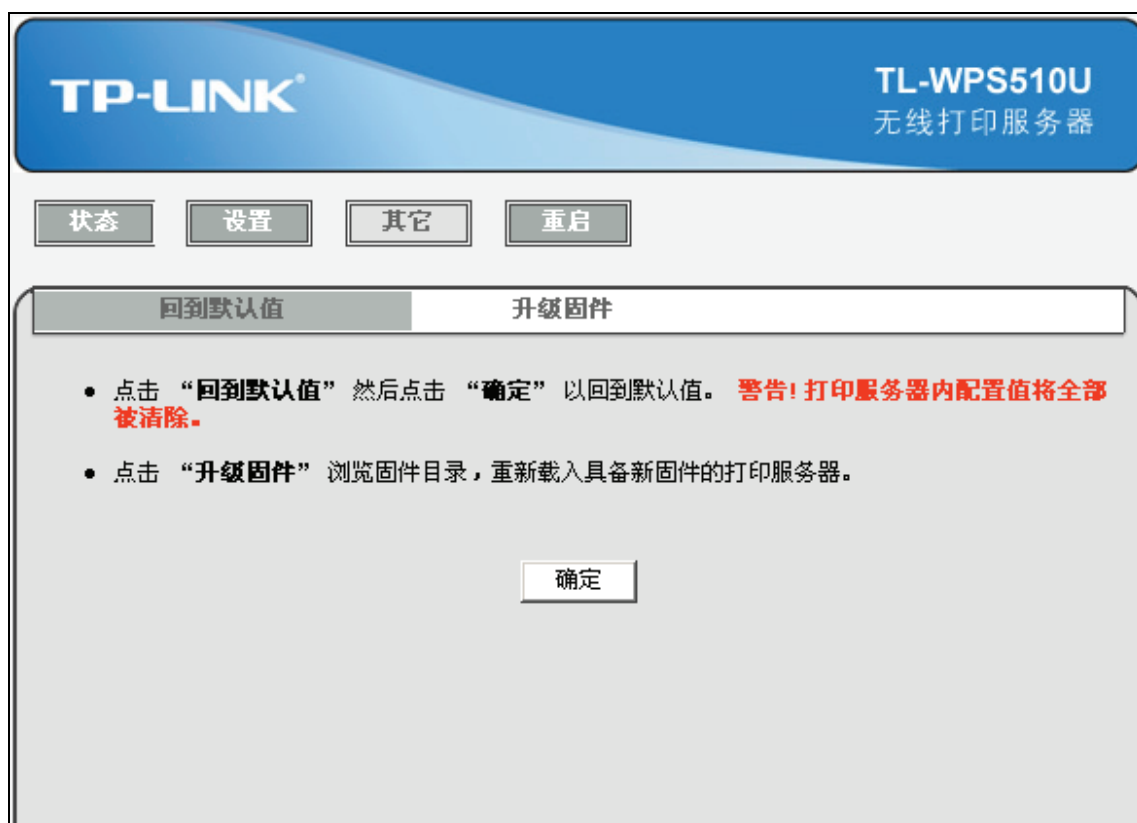 TP-LINK®
TL-WPS510U
无线打印服务器
状态 设置 其它 重启
回到默认值 升级固件
● 点击 “回到默认值” 然后点击 “确定” 以回到默认值。 警告! 打印服务器内配置值将全部
被清除。
● 点击 “升级固件” 浏览固件目录，重新载入具备新固件的打印服务器。
确定